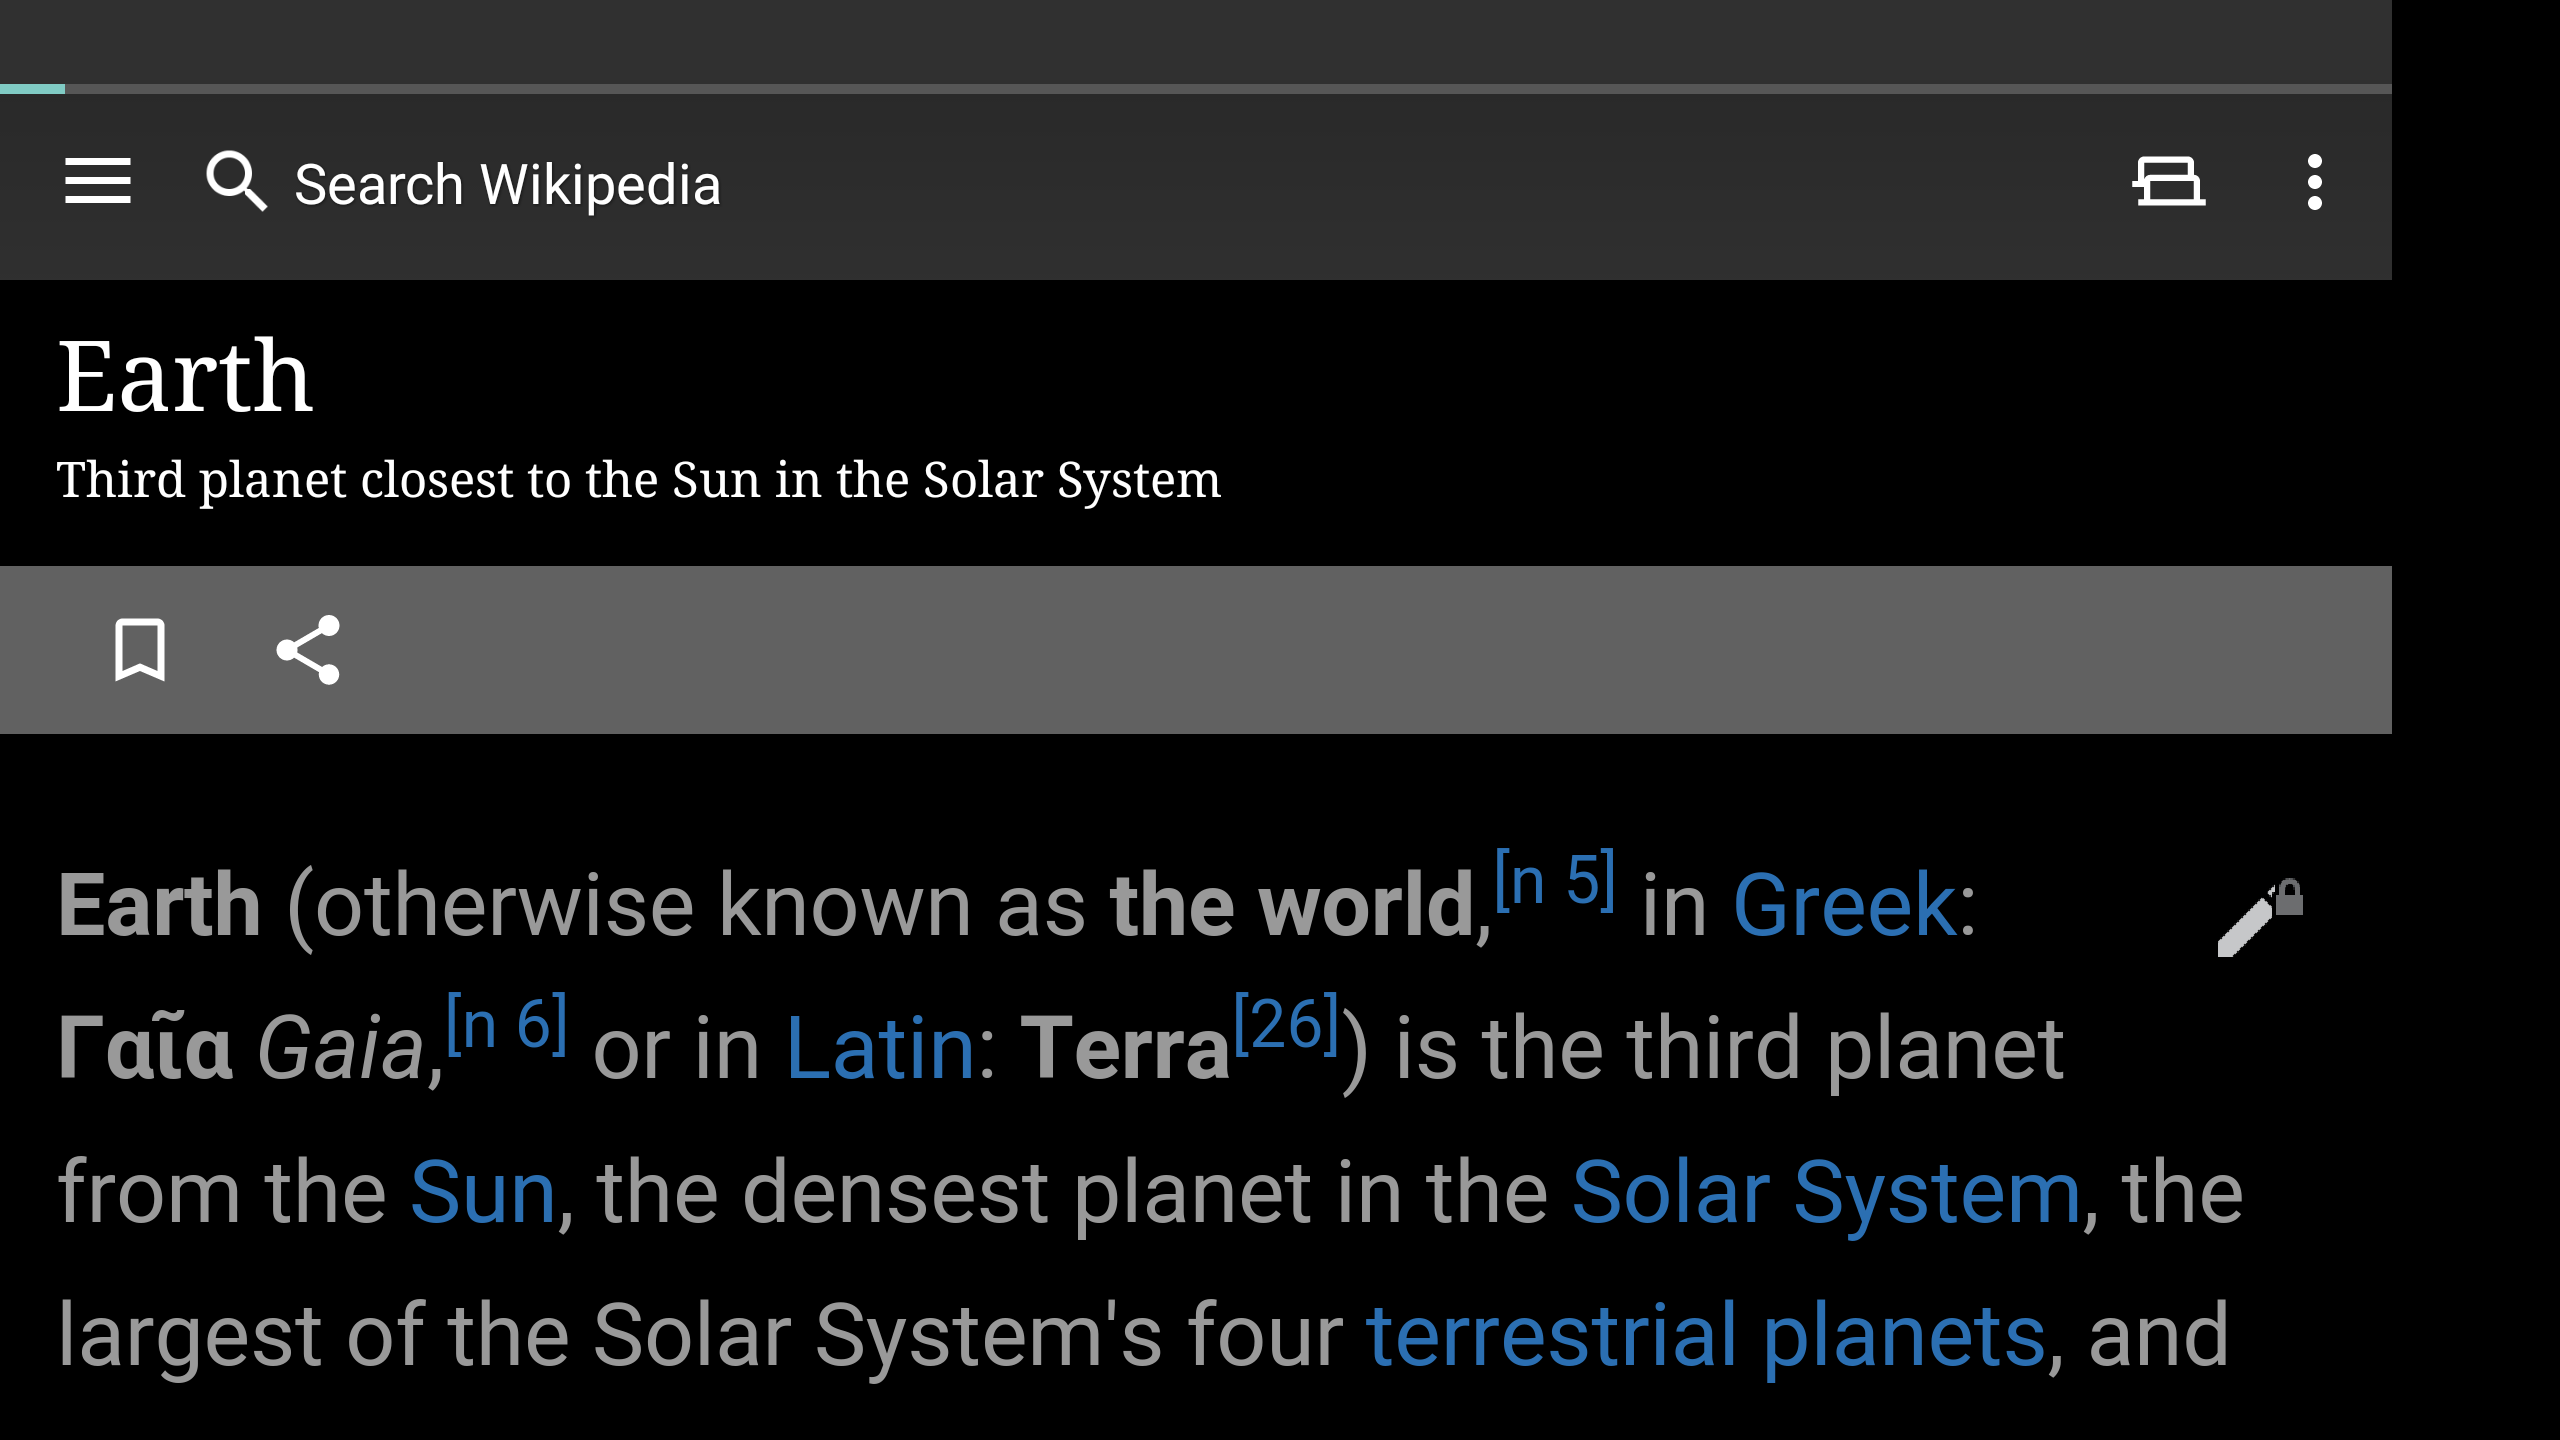 Search Wikipedia
Earth
Third planet closest to the Sun in the Solar System
Earth (otherwise known as the world,[n 5] in Greek:
Γαῖα Gaia,[n 6] or in Latin: Terra[26]) is the third planet
from the Sun, the densest planet in the Solar System, the
largest of the Solar System's four terrestrial planets, and